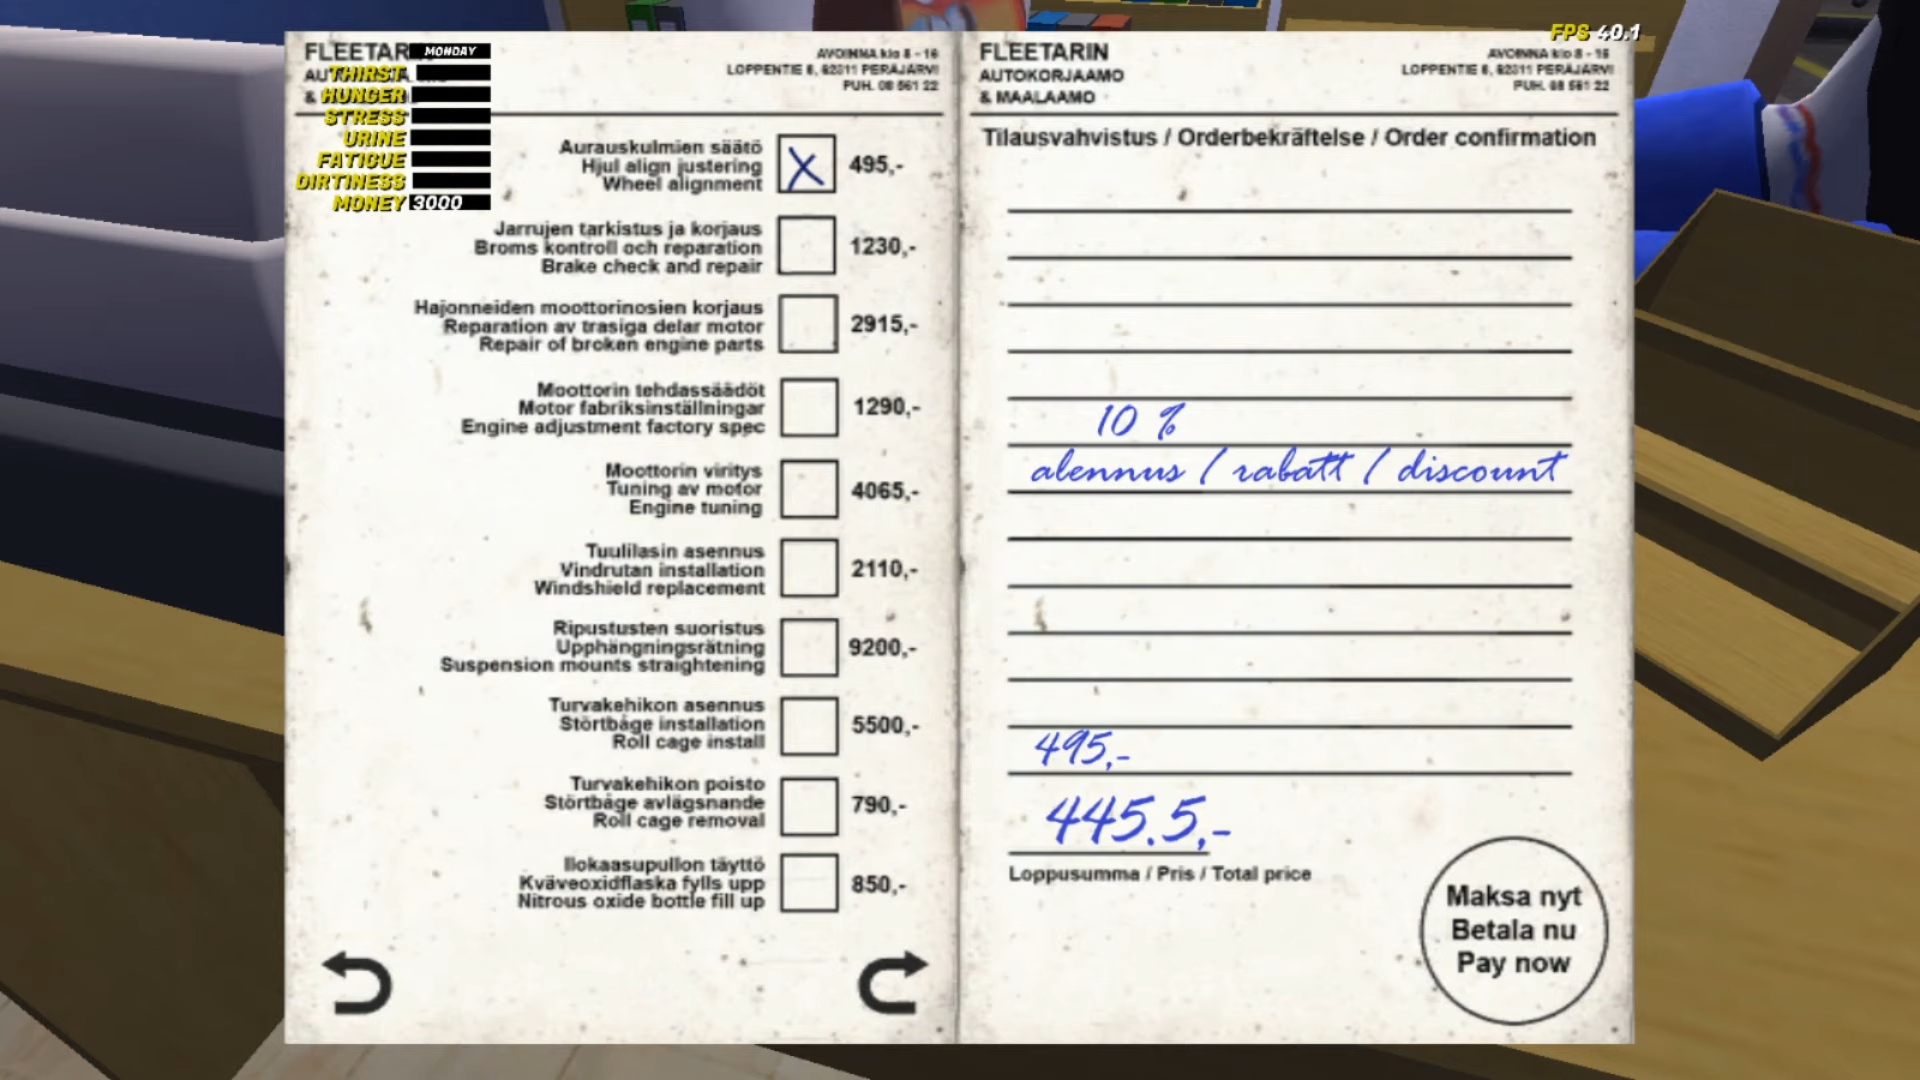 FPS 40.1
FLEETAR
MONDAY
AVOINNA klo 8 - 16
AU
THIRST
LOPPENTIE 6, 62311 PERÄJÄRVI
& HUNGER
PUH. 08 561 22
STRESS
URINE
FATIGUE
DIRTINESS
MONEY 3000
Aurauskulmien säätö
Hjul align justering
Wheel alignment
X 495,-
Jarrujen tarkistus ja korjaus
Broms kontroll och reparation
Brake check and repair
1230,-
Hajonneiden moottorinosien korjaus
Reparation av trasiga delar motor
Repair of broken engine parts
2915,-
Moottorin tehdassäädöt
Motor fabriksinställningar
Engine adjustment factory spec
1290,-
Moottorin viritys
Tuning av motor
Engine tuning
4065,-
Tuulilasin asennus
Vindrutan installation
Windshield replacement
2110,-
Ripustusten suoristus
Upphängningsrätning
Suspension mounts straightening
9200,-
Turvakehikon asennus
Störtbåge installation
Roll cage install
5500,-
Turvakehikon poisto
Störtbåge avlägsnande
Roll cage removal
790,-
Ilokaasupullon täyttö
Kväveoxidflaska fylls upp
Nitrous oxide bottle fill up
850,-
FLEETARIN
AUTOKORJAAMO
& MAALAAMO
AVOINNA klo 8 - 16
LOPPENTIE 6, 62311 PERÄJÄRVI
PUH. 08 561 22
Tilausvahvistus / Orderbekräftelse / Order confirmation
10 %
alennus / rabatt / discount
495,-
445.5,-
Loppusumma / Pris / Total price
Maksa nyt
Betala nu
Pay now